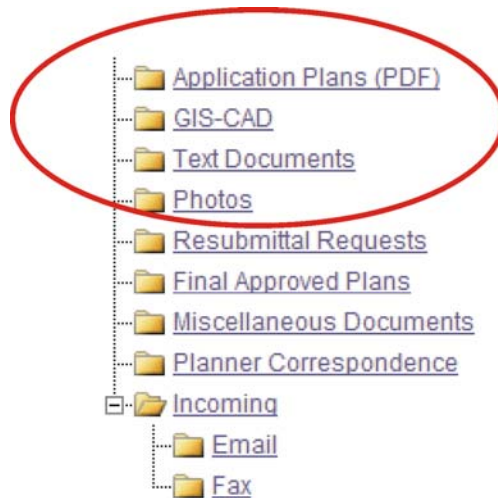 Application Plans (PDF)
GIS-CAD
Text Documents
Photos
Resubmittal Requests
Final Approved Plans
Miscellaneous Documents
Planner Correspondence
Incoming
Email
Fax